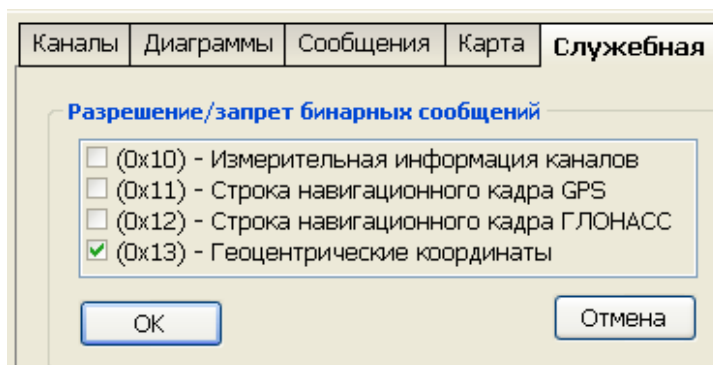 Каналы Диаграммы Сообщения Карта Служебная
Разрешение/запрет бинарных сообщений
(0x10) - Измерительная информация каналов
(0x11) - Строка навигационного кадра GPS
(0x12) - Строка навигационного кадра ГЛОНАСС
(0x13) - Геоцентрические координаты
ОК Отмена